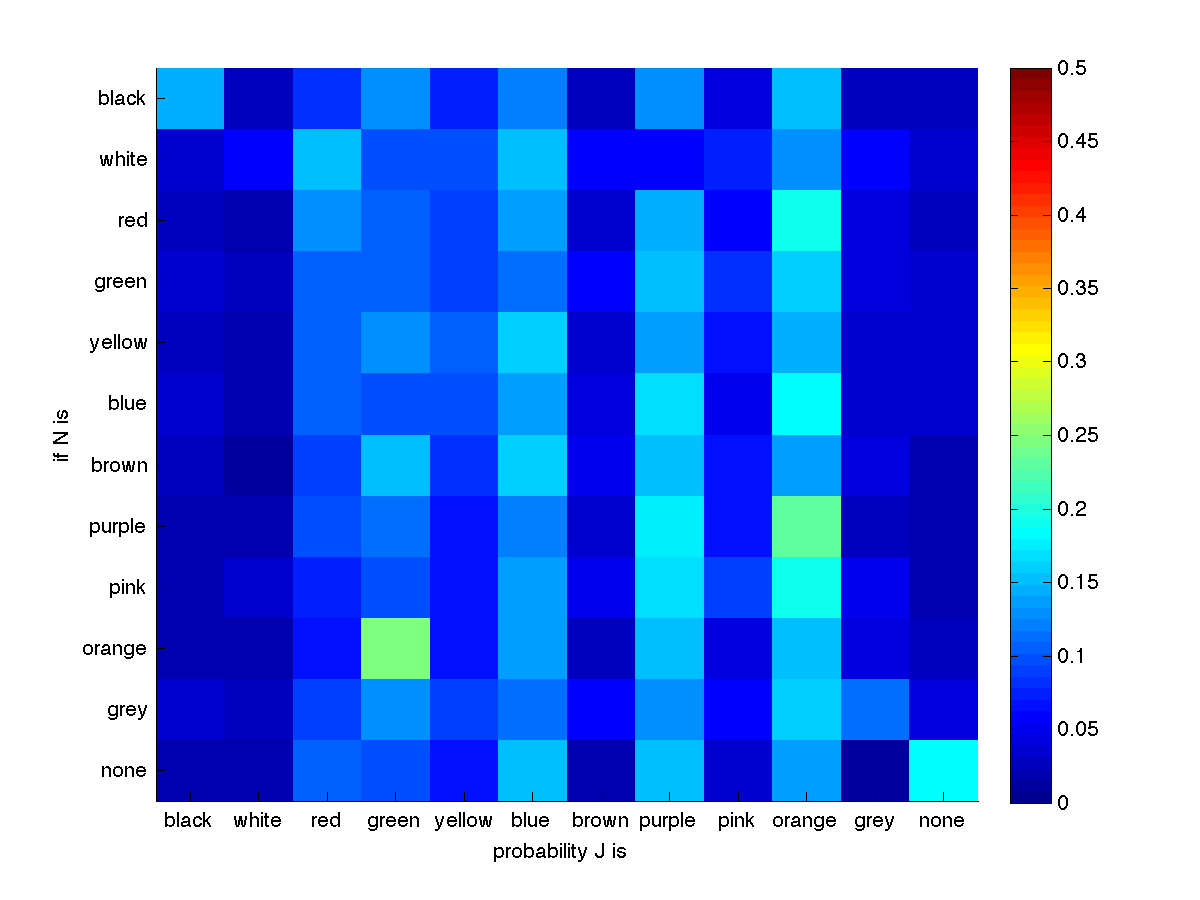 black
white
red
green
yellow
blue
brown
purple
pink
orange
grey
none
if N is
black white red green yellow blue brown purple pink orange grey none
probability J is
0.5
0.45
0.4
0.35
0.3
0.25
0.2
0.15
0.1
0.05
0